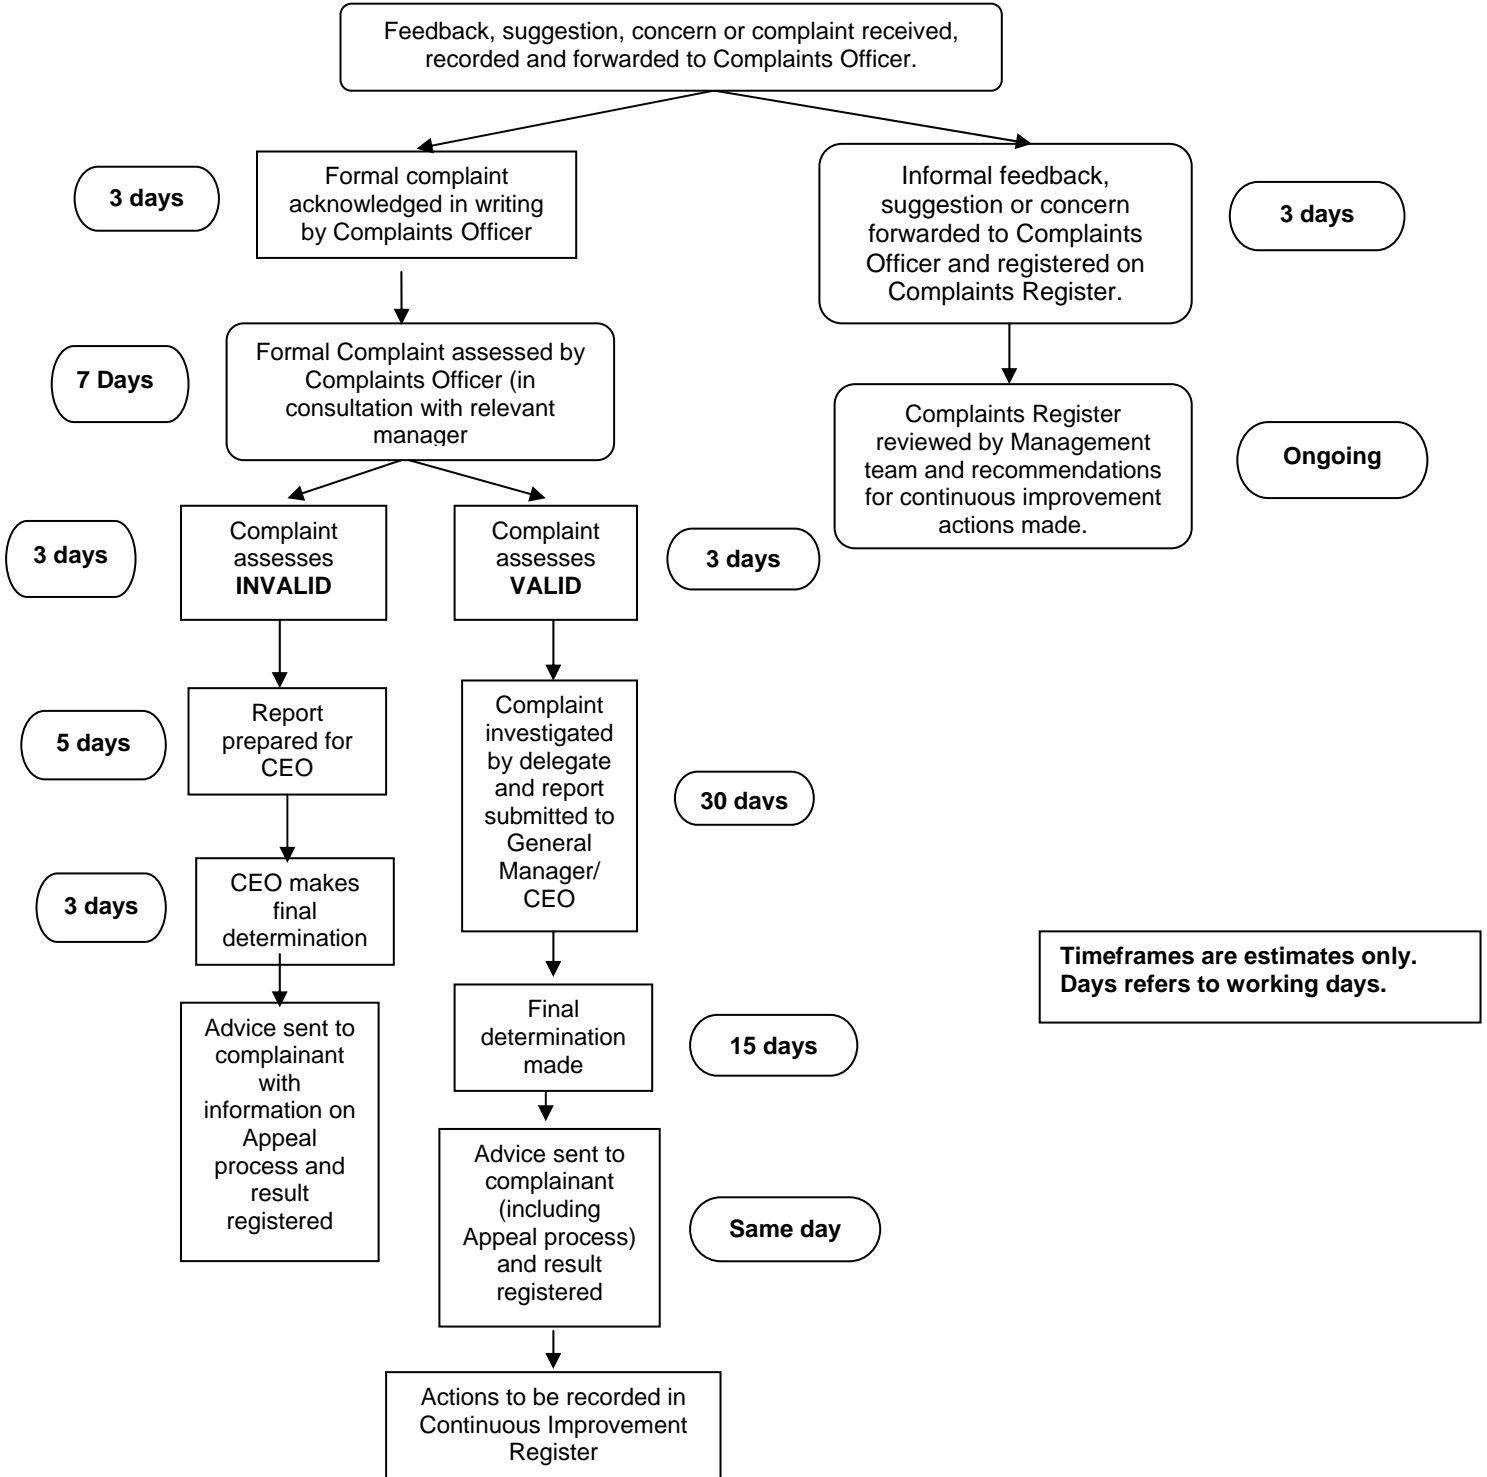 Feedback, suggestion, concern or complaint received,
recorded and forwarded to Complaints Officer.
3 days
Formal complaint
acknowledged in writing
by Complaints Officer
Informal feedback,
suggestion or concern
forwarded to Complaints
Officer and registered on
Complaints Register.
3 days
7 Days
Formal Complaint assessed by
Complaints Officer (in
consultation with relevant
manager
Complaints Register
reviewed by Management
team and recommendations
for continuous improvement
actions made.
Ongoing
3 days
Complaint
assesses
INVALID
Complaint
assesses
VALID
3 days
5 days
Report
prepared for
CEO
Complaint
investigated
by delegate
and report
submitted to
General
Manager/
CEO
30 days
3 days
CEO makes
final
determination
Timeframes are estimates only.
Days refers to working days.
Advice sent to
complainant
with
information on
Appeal
process and
result
registered
Final
determination
made
15 days
Advice sent to
complainant
(including
Appeal process)
and result
registered
Same day
Actions to be recorded in
Continuous Improvement
Register